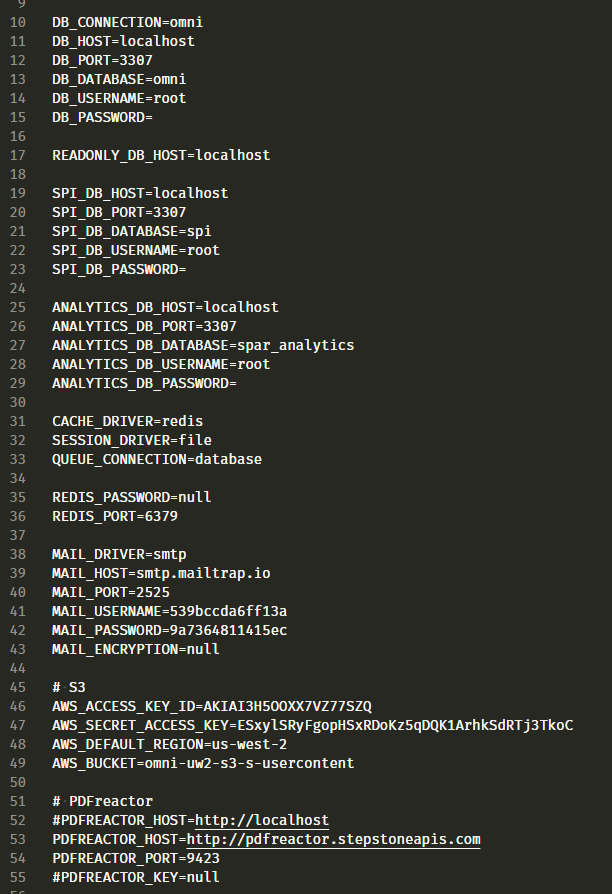 10 DB_CONNECTION=omni
11 DB_HOST=localhost
12 DB_PORT=3307
13 DB_DATABASE=omni
14 DB_USERNAME=root
15 DB_PASSWORD=
16
17 READONLY_DB_HOST=localhost
18
19 SPI_DB_HOST=localhost
20 SPI_DB_PORT=3307
21 SPI_DB_DATABASE=spi
22 SPI_DB_USERNAME=root
23 SPI_DB_PASSWORD=
24
25 ANALYTICS_DB_HOST=localhost
26 ANALYTICS_DB_PORT=3307
27 ANALYTICS_DB_DATABASE=spar_analytics
28 ANALYTICS_DB_USERNAME=root
29 ANALYTICS_DB_PASSWORD=
30
31 CACHE_DRIVER=redis
32 SESSION_DRIVER=file
33 QUEUE_CONNECTION=database
34
35 REDIS_PASSWORD=null
36 REDIS_PORT=6379
37
38 MAIL_DRIVER=smtp
39 MAIL_HOST=smtp.mailtrap.io
40 MAIL_PORT=2525
41 MAIL_USERNAME=539bccda6ff13a
42 MAIL_PASSWORD=9a7364811415ec
43 MAIL_ENCRYPTION=null
44
45 # S3
46 AWS_ACCESS_KEY_ID=AKIAI3H5OOXX7VZ77SZQ
47 AWS_SECRET_ACCESS_KEY=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
48 AWS_DEFAULT_REGION=us-west-2
49 AWS_BUCKET=omni-uw2-s3-s-usercontent
50
51 # PDFreactor
52 #PDFREACTOR_HOST=http://localhost
53 PDFREACTOR_HOST=http://pdfreactor.stepstoneapis.com
54 PDFREACTOR_PORT=9423
55 #PDFREACTOR_KEY=null